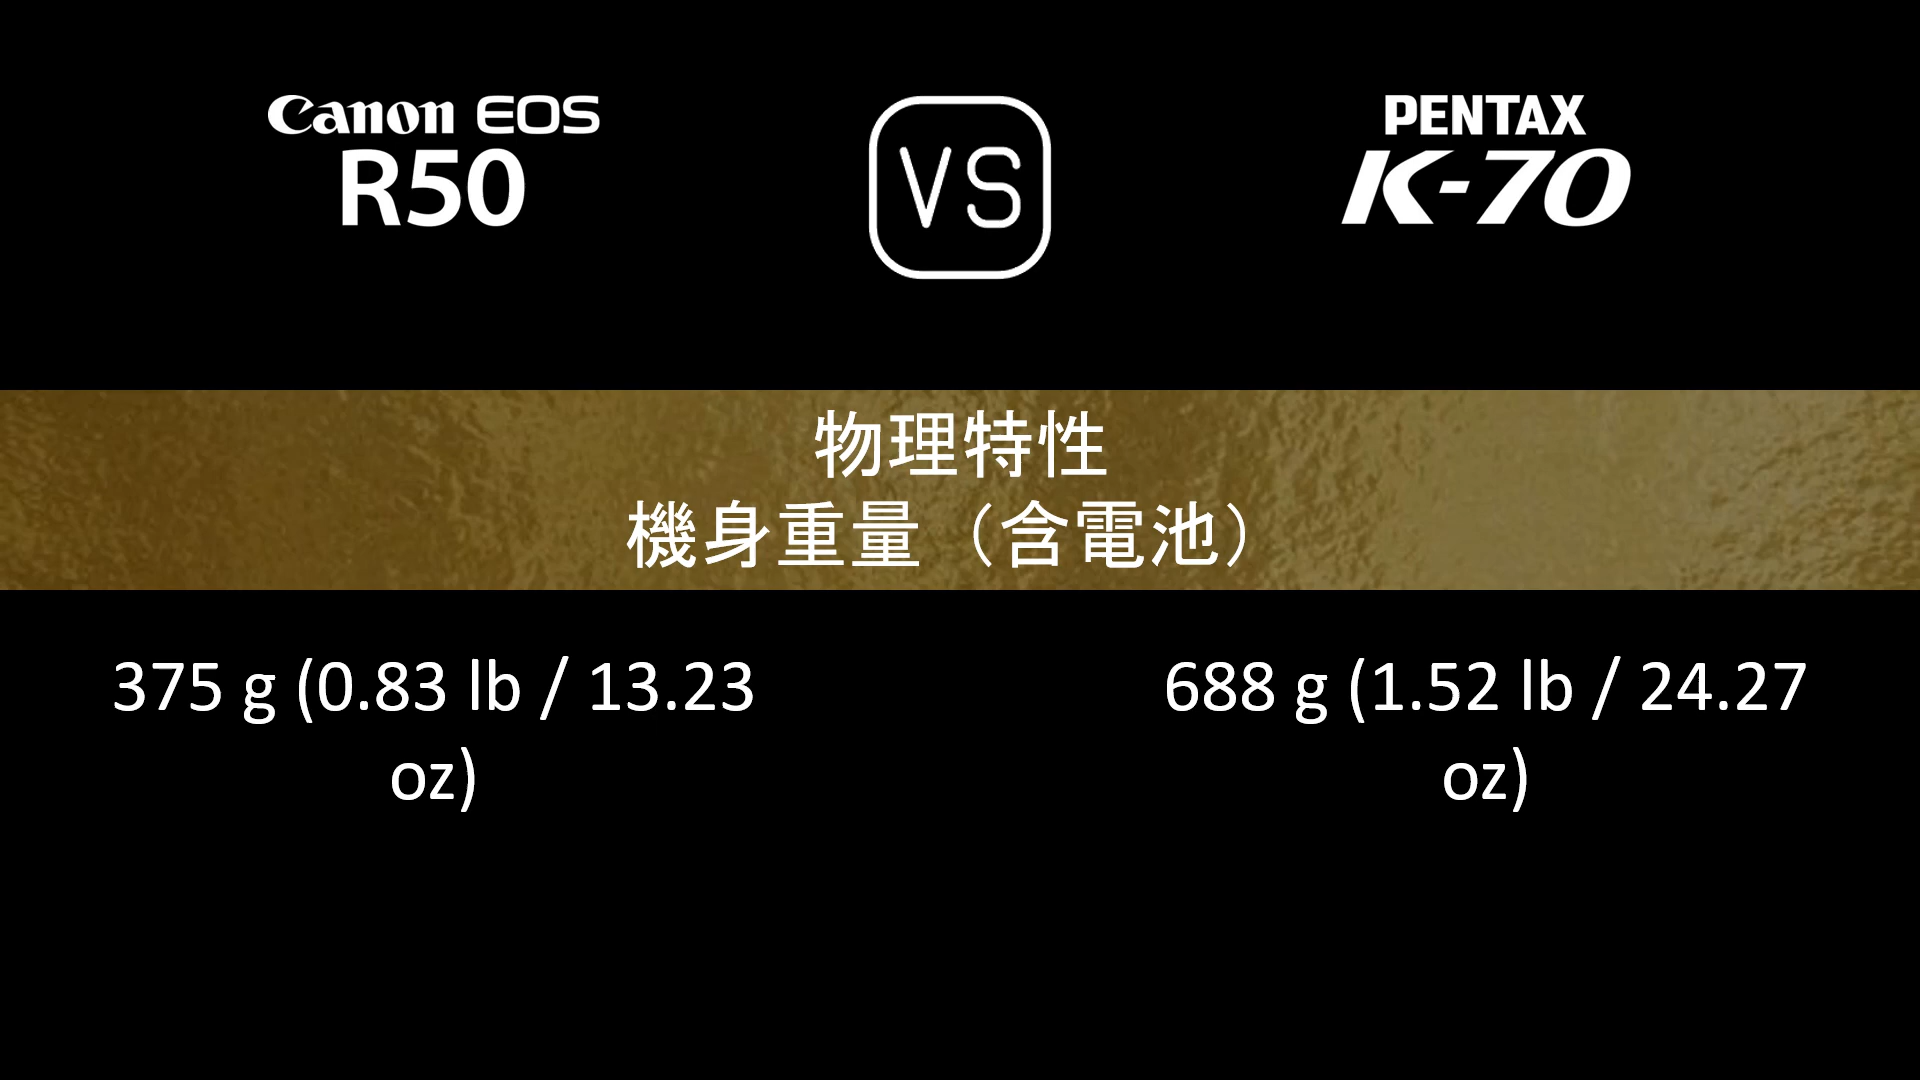 Canon EOS
R50
VS
PENTAX
K-70
物理特性
機身重量（含電池）
375 g (0.83 lb / 13.23
oz)
688 g (1.52 lb / 24.27
oz)